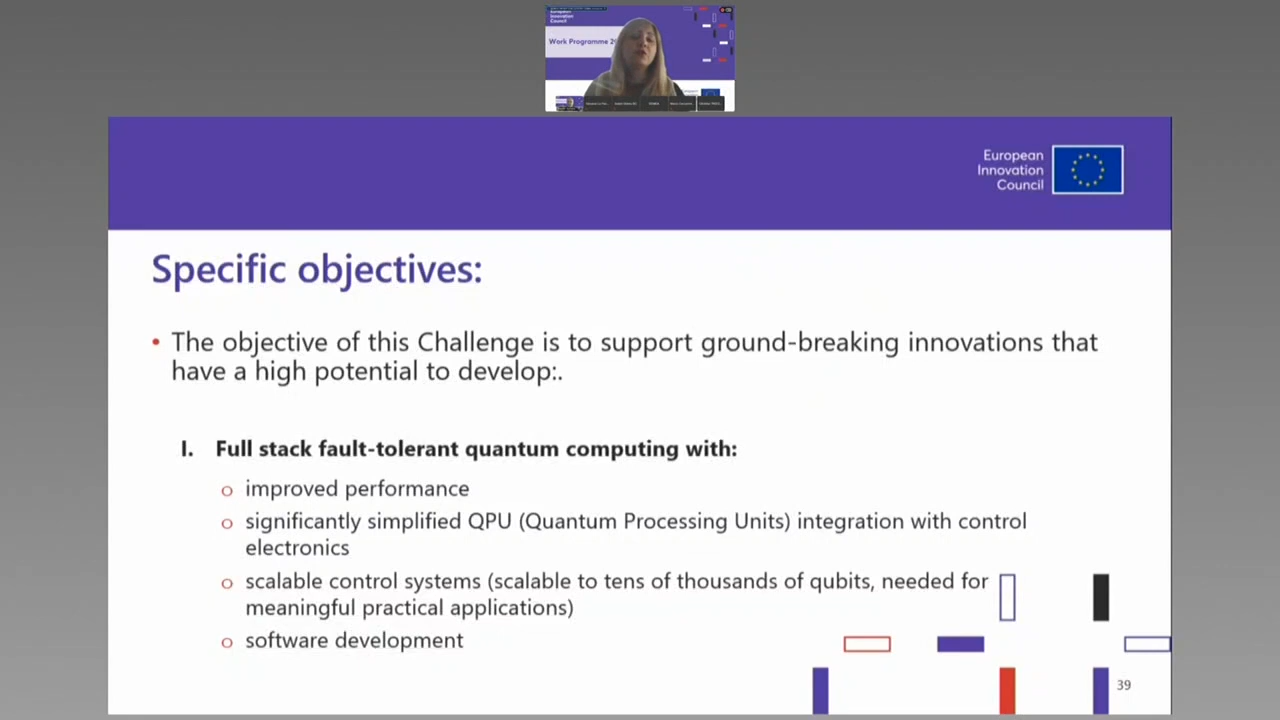 European
Innovation
Council
Work Programme
European
Innovation
Council
Specific objectives:
• The objective of this Challenge is to support ground-breaking innovations that
have a high potential to develop:.
I. Full stack fault-tolerant quantum computing with:
o improved performance
o significantly simplified QPU (Quantum Processing Units) integration with control
electronics
o scalable control systems (scalable to tens of thousands of qubits, needed for
meaningful practical applications)
o software development
39